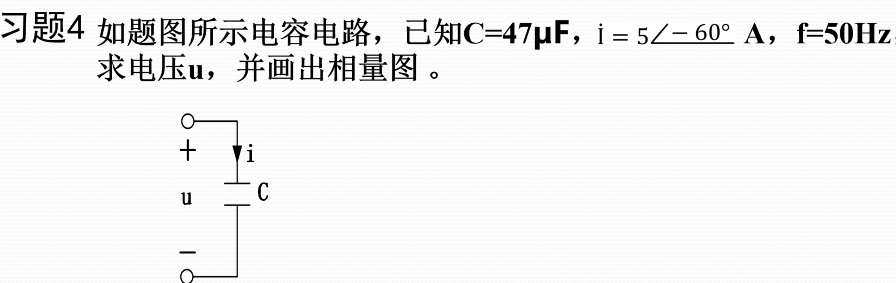 习题4 如题图所示电容电路，已知C=47μF，İ = 5∠−60° A，f=50Hz
求电压u，并画出相量图。
+
i
u
C
−